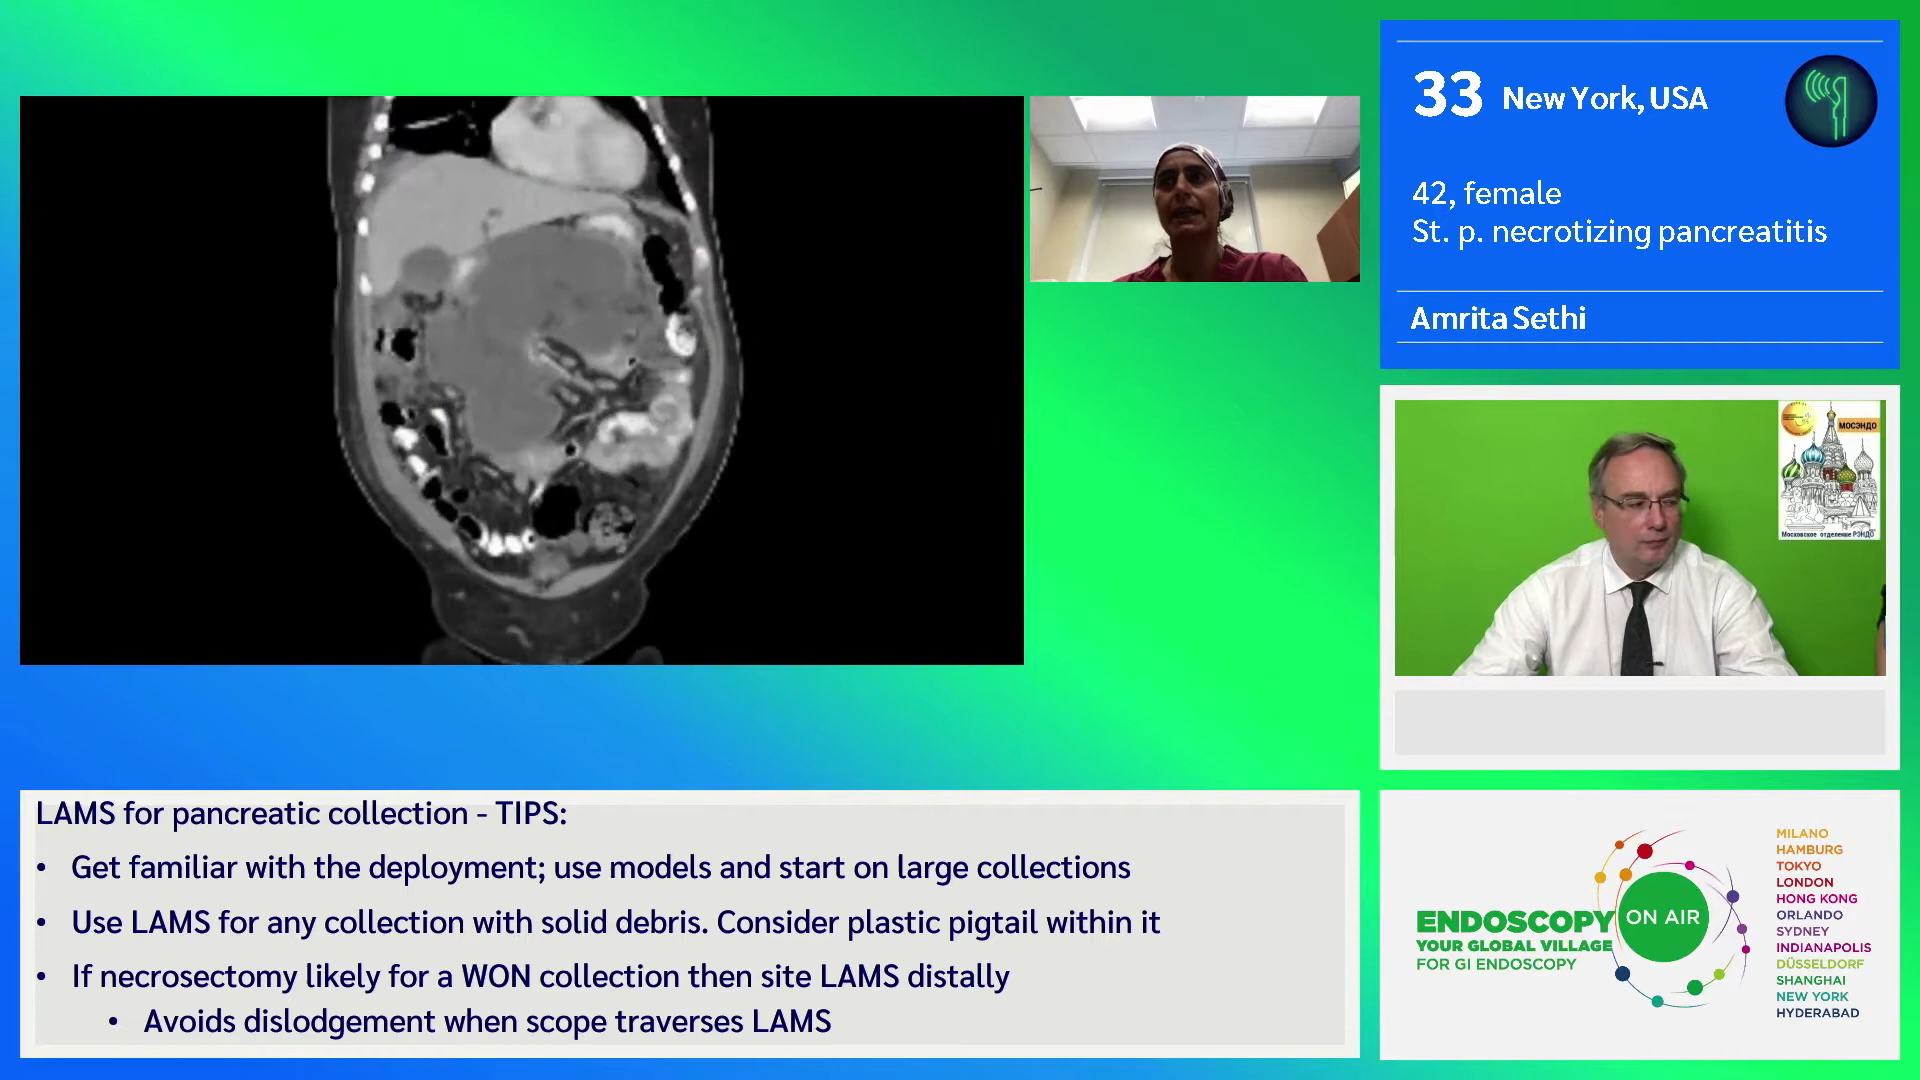 33 New York, USA
42, female
St. p. necrotizing pancreatitis
Amrita Sethi
МОСЭНДО
Московское отделение РЭНДО
LAMS for pancreatic collection - TIPS:
• Get familiar with the deployment; use models and start on large collections
• Use LAMS for any collection with solid debris. Consider plastic pigtail within it
• If necrosectomy likely for a WON collection then site LAMS distally
• Avoids dislodgement when scope traverses LAMS
ENDOSCOPY ON AIR
YOUR GLOBAL VILLAGE
FOR GI ENDOSCOPY
MILANO
HAMBURG
TOKYO
LONDON
HONG KONG
ORLANDO
SYDNEY
INDIANAPOLIS
DÜSSELDORF
SHANGHAI
NEW YORK
HYDERABAD